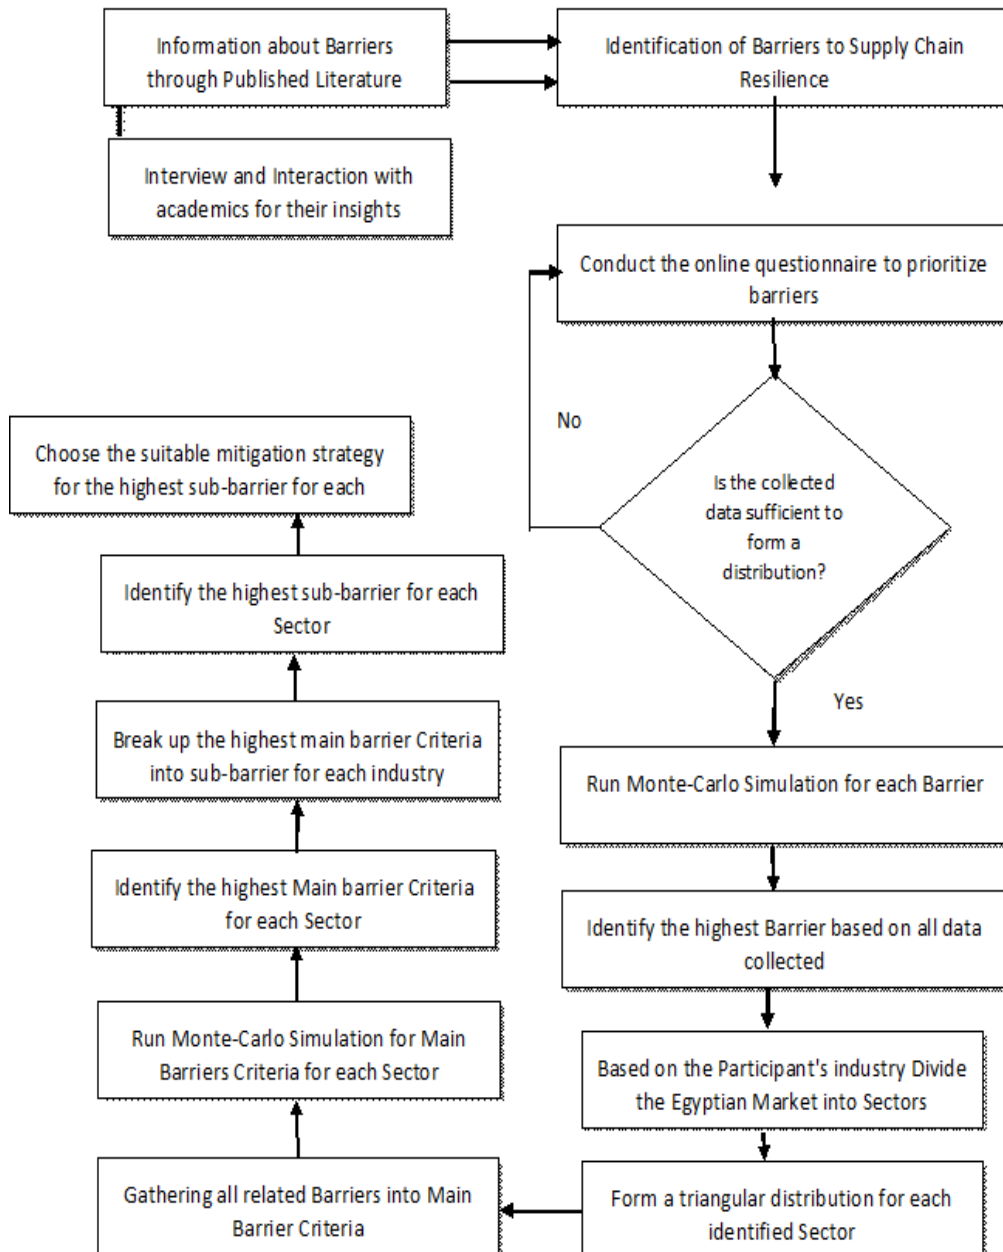 Information about Barriers
through Published Literature
Identification of Barriers to Supply Chain
Resilience
Interview and Interaction with
academics for their insights
Conduct the online questionnaire to prioritize
barriers
No
Is the collected
data sufficient to
form a
distribution?
Yes
Run Monte-Carlo Simulation for each Barrier
Identify the highest Barrier based on all data
collected
Based on the Participant's industry Divide
the Egyptian Market into Sectors
Form a triangular distribution for each
identified Sector
Gathering all related Barriers into Main
Barrier Criteria
Run Monte-Carlo Simulation for Main
Barriers Criteria for each Sector
Identify the highest Main barrier Criteria
for each Sector
Break up the highest main barrier Criteria
into sub-barrier for each industry
Identify the highest sub-barrier for each
Sector
Choose the suitable mitigation strategy
for the highest sub-barrier for each